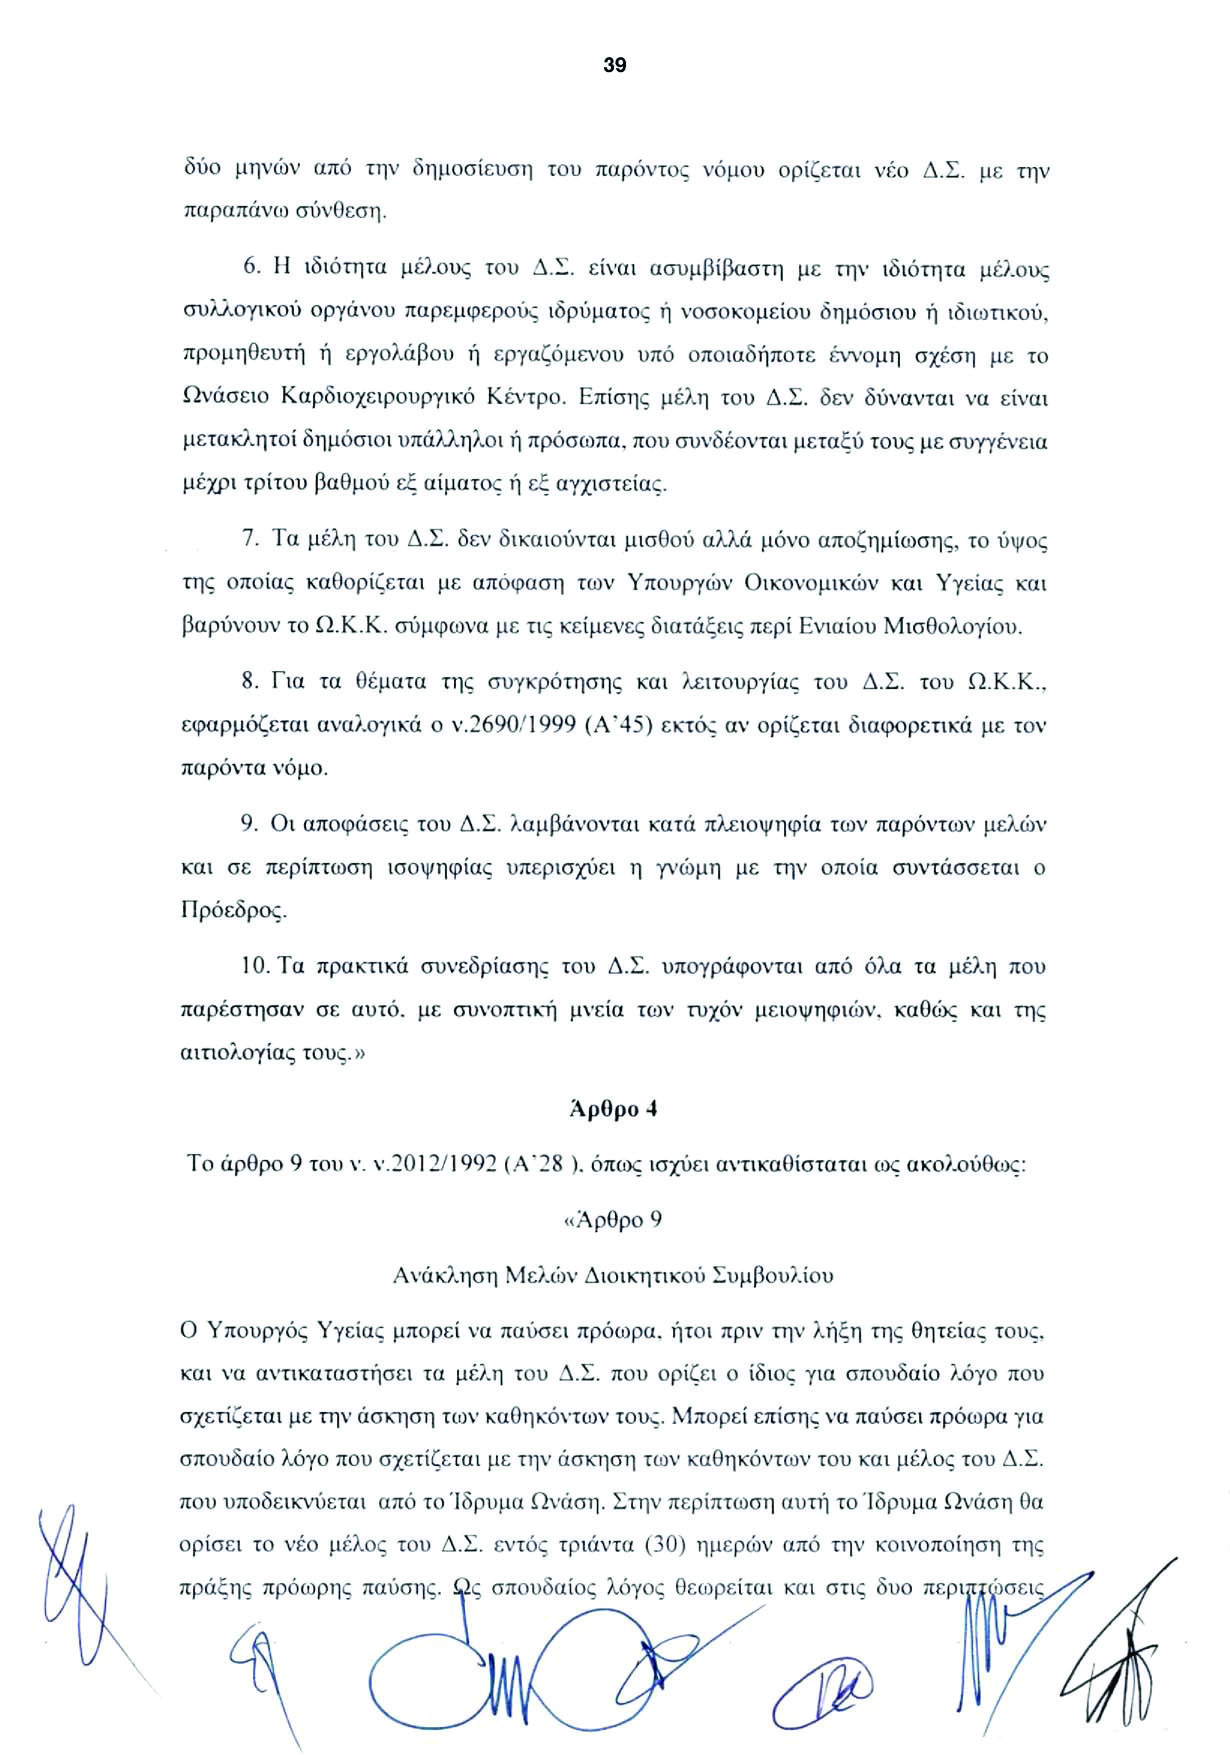 39
δύο μηνών από την δημοσίευση του παρόντος νόμου ορίζεται νέο Δ.Σ. με την
παραπάνω σύνθεση.
6. Η ιδιότητα μέλους του Δ.Σ. είναι ασυμβίβαστη με την ιδιότητα μέλους
συλλογικού οργάνου παρεμφερούς ιδρύματος ή νοσοκομείου δημόσιου ή ιδιωτικού,
προμηθευτή ή εργολάβου ή εργαζόμενου υπό οποιαδήποτε έννομη σχέση με το
Ωνάσειο Καρδιοχειρουργικό Κέντρο. Επίσης μέλη του Δ.Σ. δεν δύνανται να είναι
μετακλητοί δημόσιοι υπάλληλοι ή πρόσωπα, που συνδέονται μεταξύ τους με συγγένεια
μέχρι τρίτου βαθμού εξ αίματος ή εξ αγχιστείας.
7. Τα μέλη του Δ.Σ. δεν δικαιούνται μισθού αλλά μόνο αποζημίωσης, το ύψος
της οποίας καθορίζεται με απόφαση των Υπουργών Οικονομικών και Υγείας και
βαρύνουν το Ω.Κ.Κ. σύμφωνα με τις κείμενες διατάξεις περί Ενιαίου Μισθολογίου.
8. Για τα θέματα της συγκρότησης και λειτουργίας του Δ.Σ. του Ω.Κ.Κ.,
εφαρμόζεται αναλογικά ο ν.2690/1999 (Α΄45) εκτός αν ορίζεται διαφορετικά με τον
παρόντα νόμο.
9. Οι αποφάσεις του Δ.Σ. λαμβάνονται κατά πλειοψηφία των παρόντων μελών
και σε περίπτωση ισοψηφίας υπερισχύει η γνώμη με την οποία συντάσσεται ο
Πρόεδρος.
10. Τα πρακτικά συνεδρίασης του Δ.Σ. υπογράφονται από όλα τα μέλη που
παρέστησαν σε αυτό, με συνοπτική μνεία των τυχόν μειοψηφιών, καθώς και της
αιτιολογίας τους.»
Άρθρο 4
Το άρθρο 9 του ν. ν.2012/1992 (Α΄28 ), όπως ισχύει αντικαθίσταται ως ακολούθως:
«Άρθρο 9
Ανάκληση Μελών Διοικητικού Συμβουλίου
Ο Υπουργός Υγείας μπορεί να παύσει πρόωρα, ήτοι πριν την λήξη της θητείας τους,
και να αντικαταστήσει τα μέλη του Δ.Σ. που ορίζει ο ίδιος για σπουδαίο λόγο που
σχετίζεται με την άσκηση των καθηκόντων τους. Μπορεί επίσης να παύσει πρόωρα για
σπουδαίο λόγο που σχετίζεται με την άσκηση των καθηκόντων του και μέλος του Δ.Σ.
που υποδεικνύεται από το Ίδρυμα Ωνάση. Στην περίπτωση αυτή το Ίδρυμα Ωνάση θα
ορίσει το νέο μέλος του Δ.Σ. εντός τριάντα (30) ημερών από την κοινοποίηση της
πράξης πρόωρης παύσης. Ως σπουδαίος λόγος θεωρείται και στις δυο περιπτώσεις